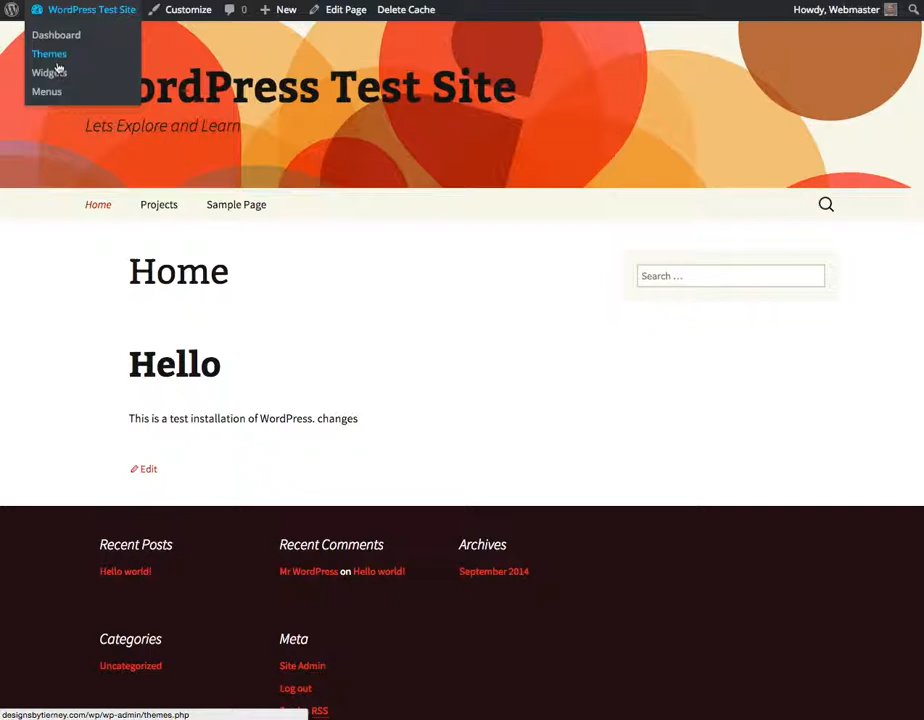 WordPress Test Site Customize 0 New Edit Page Delete Cache Howdy, Webmaster
Dashboard
Themes
Widgets
Menus
WordPress Test Site
Lets Explore and Learn
Home Projects Sample Page
Home
Search ...
Hello
This is a test installation of WordPress. changes
Edit
Recent Posts Recent Comments Archives
Hello world! Mr WordPress on Hello world! September 2014
Categories Meta
Uncategorized Site Admin
Log out
RSS
designsbytierney.com/wp/wp-admin/themes.php